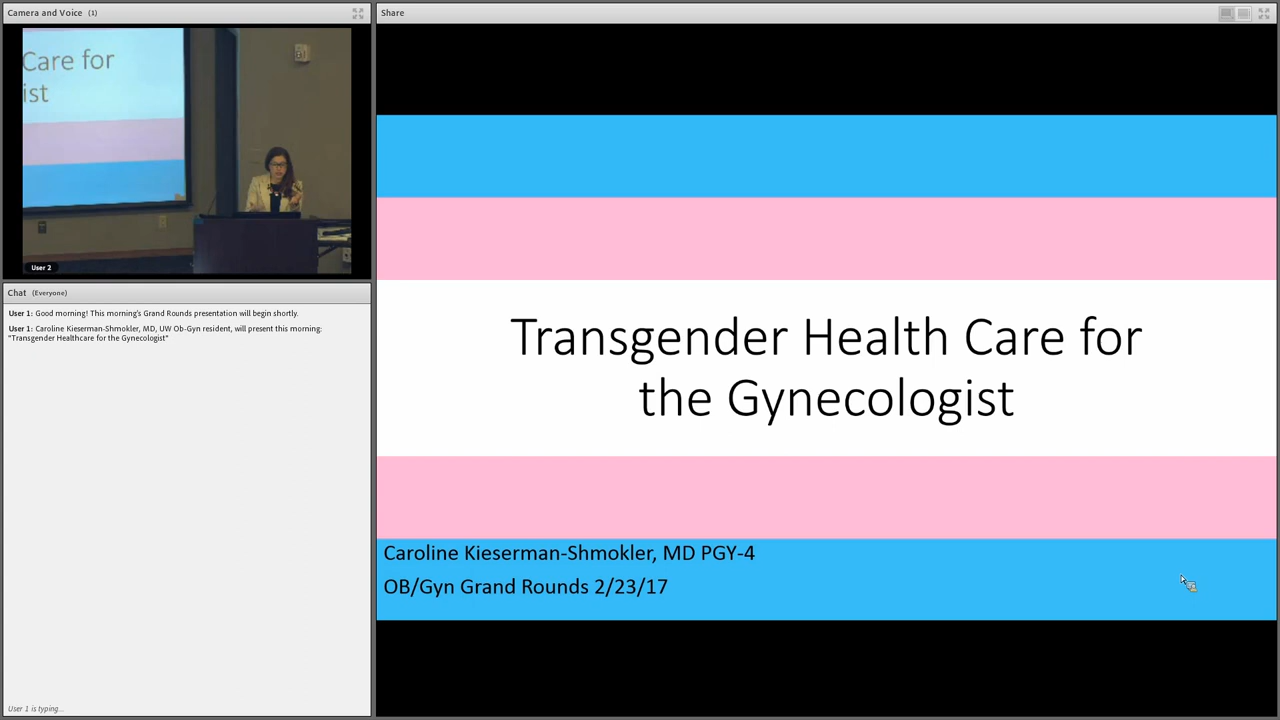 Camera and Voice (1)
Care for
ist
User 2
Chat (Everyone)
User 1: Good morning! This morning's Grand Rounds presentation will begin shortly.
User 1: Caroline Kieserman-Shmokler, MD, UW Ob-Gyn resident, will present this morning:
"Transgender Healthcare for the Gynecologist"
User 1 is typing...
Share
Transgender Health Care for
the Gynecologist
Caroline Kieserman-Shmokler, MD PGY-4
OB/Gyn Grand Rounds 2/23/17